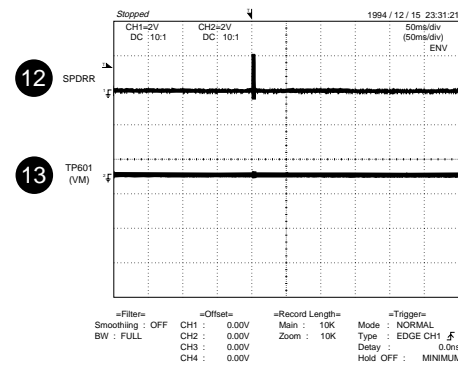 Stopped 1994 / 12 / 15 23:31:21
CH1=2V CH2=2V 50ms/div
DC 10:1 DC 10:1 (50ms/div)
ENV
12 SPDRR
13 TP601
(VM)
=Filter= =Offset= =Record Length= =Trigger=
Smoothiing : OFF CH1 : 0.00V Main : 10K Mode : NORMAL
BW : FULL CH2 : 0.00V Zoom : 10K Type : EDGE CH1
CH3 : 0.00V Delay : 0.0ns
CH4 : 0.00V Hold OFF : MINIMUM